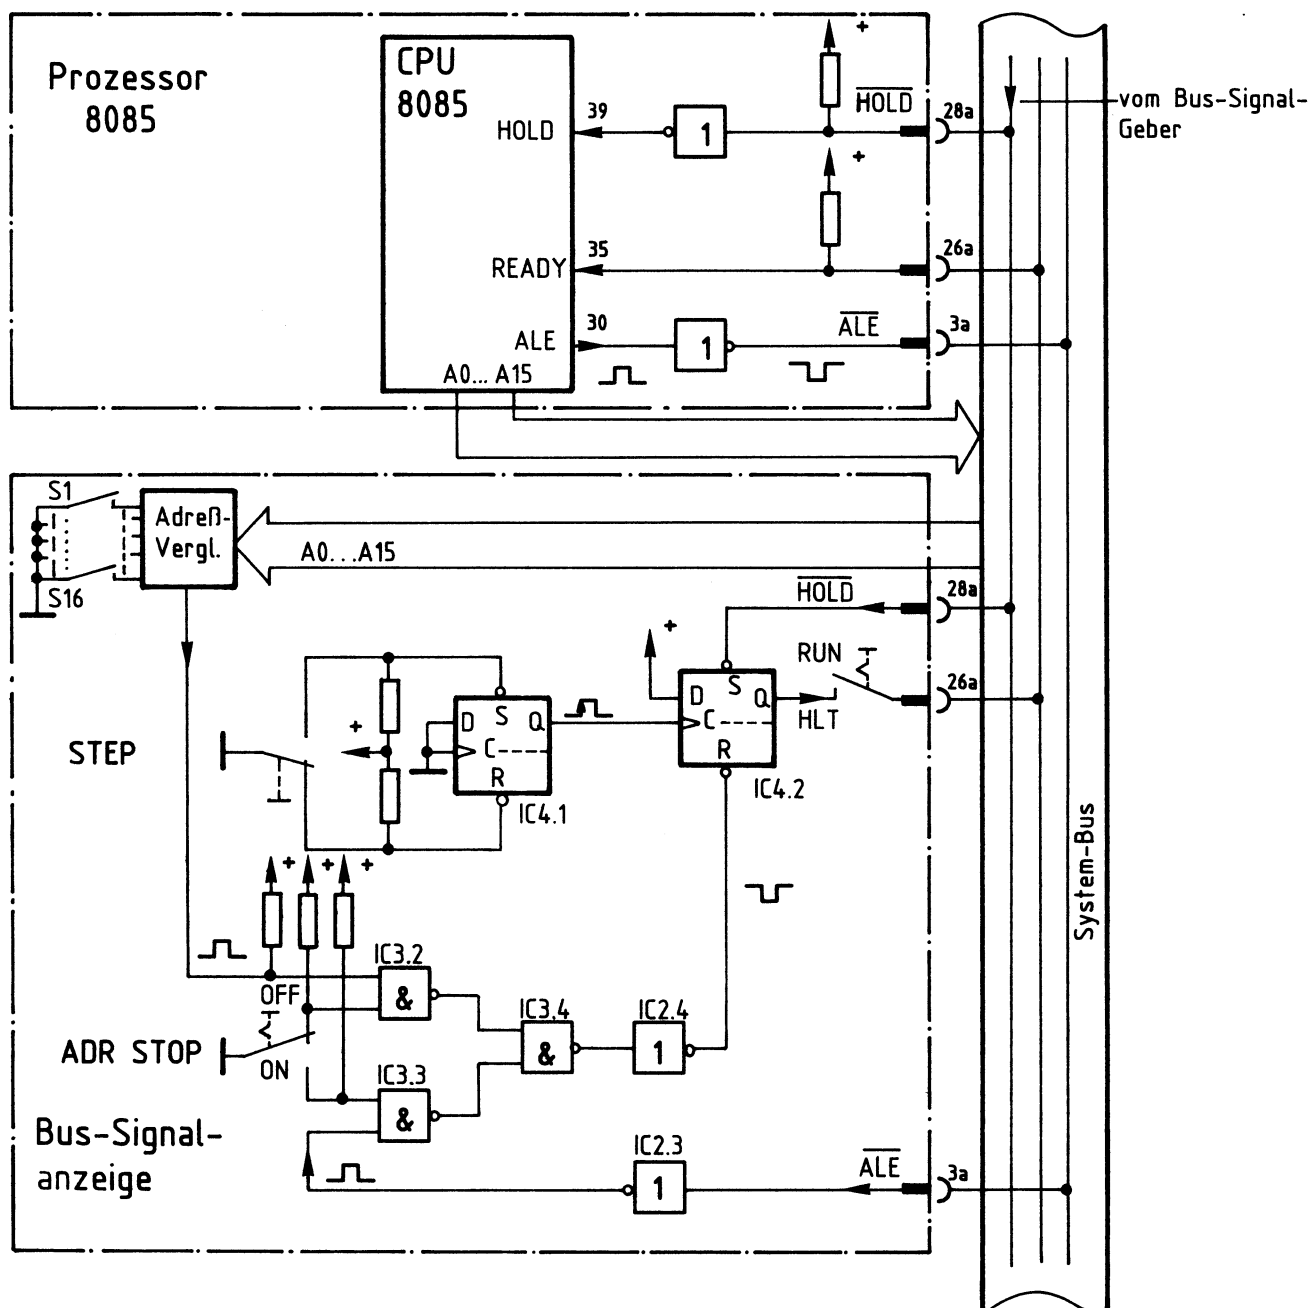 Prozessor
8085
CPU
8085
HOLD
39
1
+
HOLD
28a
vom Bus-Signal-
Geber
+
READY
35
26a
ALE
30
1
ALE
3a
A0... A15
S1
S16
Adreß-
Vergl.
A0...A15
HOLD
28a
RUN
HLT
26a
+
D
S
Q
C
R
IC4.2
STEP
+
D
S
Q
C
R
IC4.1
+
+
+
System-Bus
OFF
ADR STOP
ON
IC3.2
&
IC3.3
&
IC3.4
&
IC2.4
1
Bus-Signal-
anzeige
IC2.3
1
ALE
3a